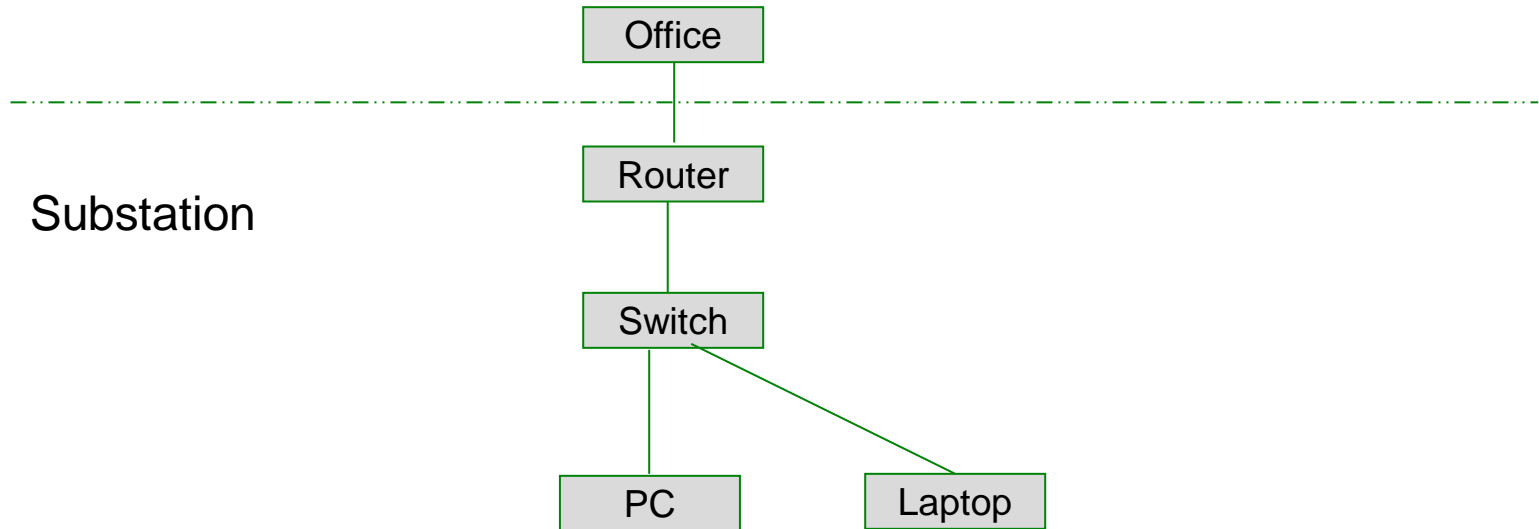 Office
Router
Substation
Switch
PC
Laptop